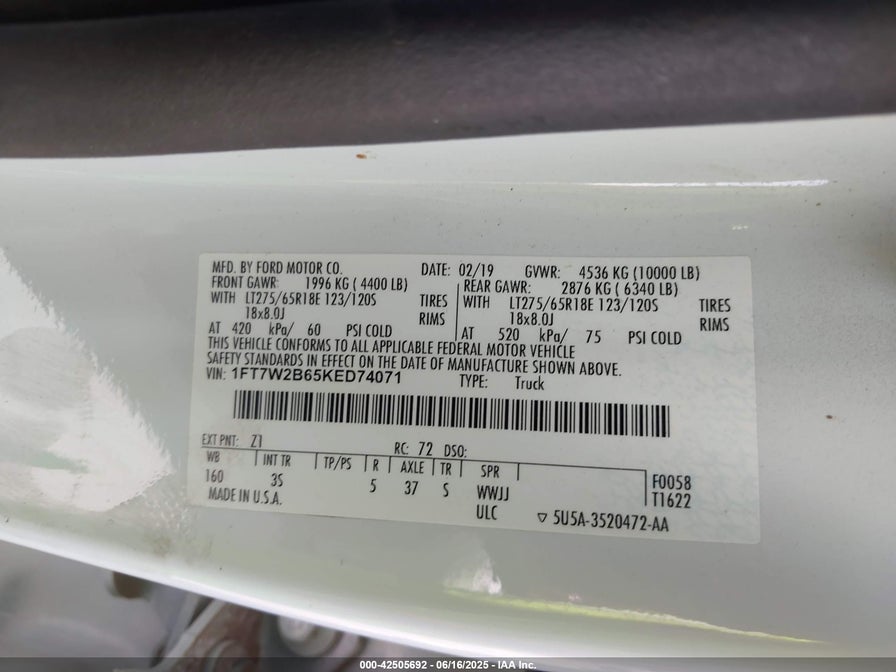 MFD. BY FORD MOTOR CO. DATE: 02/19 GVWR: 4536 KG (10000 LB)
FRONT GAWR: 1996 KG (4400 LB) REAR GAWR: 2876 KG (6340 LB)
WITH LT275/65R18E 123/120S TIRES WITH LT275/65R18E 123/120S TIRES
18x8.0J RIMS 18x8.0J RIMS
AT 420 kPa/ 60 PSI COLD AT 520 kPa/ 75 PSI COLD
THIS VEHICLE CONFORMS TO ALL APPLICABLE FEDERAL MOTOR VEHICLE
SAFETY STANDARDS IN EFFECT ON THE DATE OF MANUFACTURE SHOWN ABOVE.
VIN: 1FT7W2B65KED74071 TYPE: Truck
EXT PNT: Z1 RC: 72 DSO:
WB INT TR TP/PS R AXLE TR SPR
160 3S 5 37 S WWJJ F0058
MADE IN U.S.A. ULC T1622
▽ 5U5A-3520472-AA
000-42505692 - 06/16/2025 - IAA Inc.